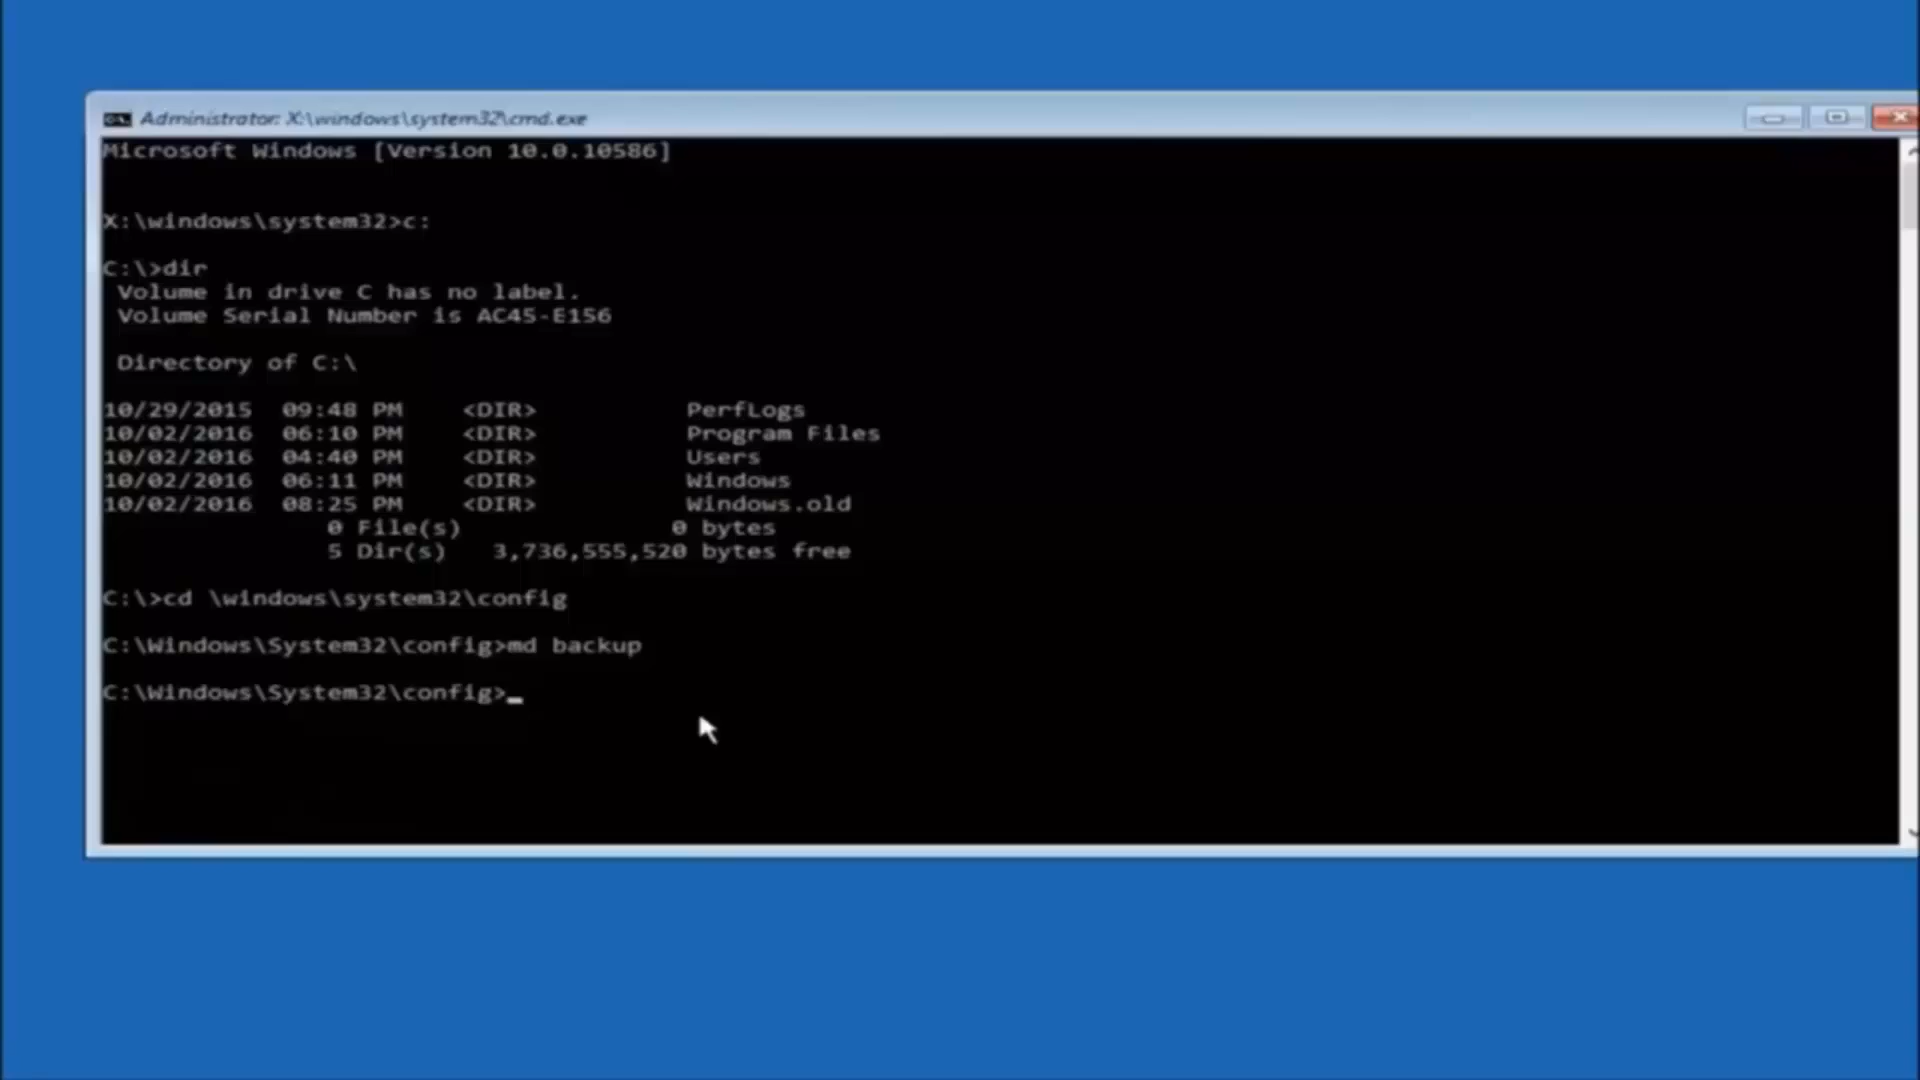 Administrator: X:\windows\system32\cmd.exe
Microsoft Windows [Version 10.0.10586]
X:\windows\system32>c:
C:\>dir
Volume in drive C has no label.
Volume Serial Number is AC45-E156
Directory of C:\
10/29/2015 09:48 PM <DIR> PerfLogs
10/02/2016 06:10 PM <DIR> Program Files
10/02/2016 04:40 PM <DIR> Users
10/02/2016 06:11 PM <DIR> Windows
10/02/2016 08:25 PM <DIR> Windows.old
0 File(s) 0 bytes
5 Dir(s) 3,736,555,520 bytes free
C:\>cd \windows\system32\config
C:\Windows\System32\config>md backup
C:\Windows\System32\config>_